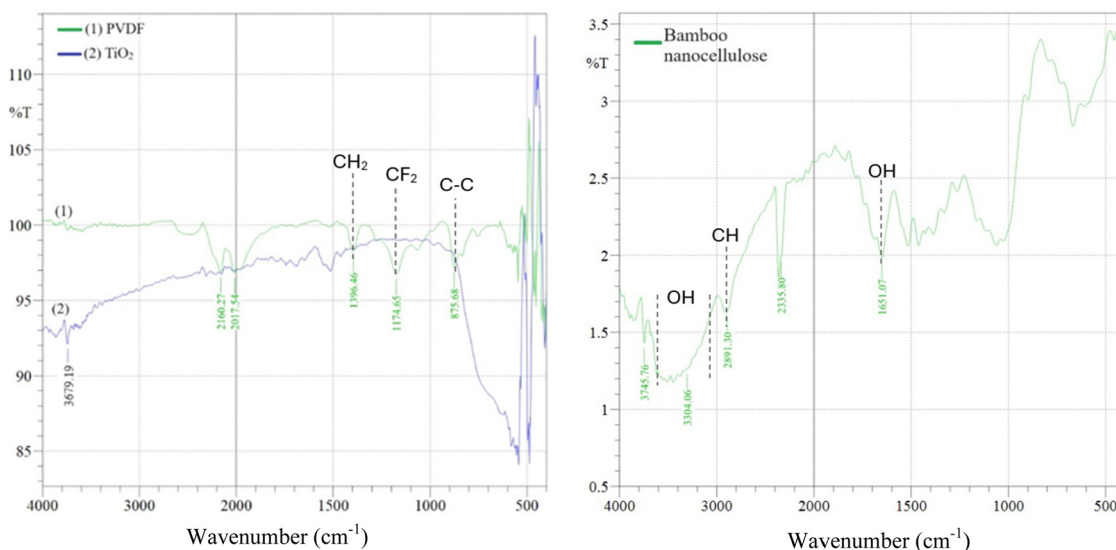 (1) PVDF
(2) TiO₂
110
%T
105
100
95
90
85
(1)
(2)
CH₂
CF₂
C-C
3679.19
2160.27
2017.54
1396.46
1174.65
875.68
4000
3000
2000
1500
1000
500
Wavenumber (cm⁻¹)
Bamboo
nanocellulose
3.5
%T
3
2.5
2
1.5
1
0.5
OH
CH
OH
3745.76
3304.06
2891.30
2335.80
1651.07
4000
3000
2000
1500
1000
500
Wavenumber (cm⁻¹)